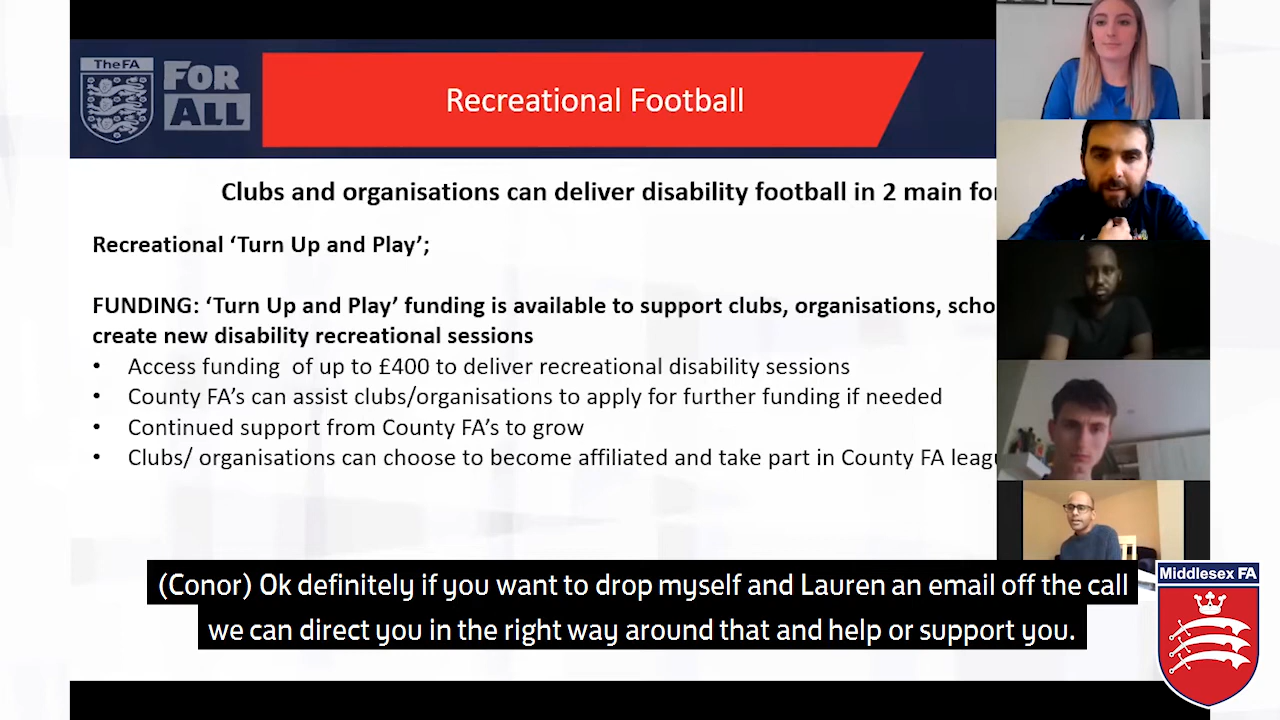 TheFA
FOR
ALL
Recreational Football
Clubs and organisations can deliver disability football in 2 main
Recreational ‘Turn Up and Play’;
FUNDING: ‘Turn Up and Play’ funding is available to support clubs, organisations,
create new disability recreational sessions
• Access funding of up to £400 to deliver recreational disability sessions
• County FA’s can assist clubs/organisations to apply for further funding if needed
• Continued support from County FA’s to grow
• Clubs/ organisations can choose to become affiliated and take part in County FA
(Conor) Ok definitely if you want to drop myself and Lauren an email off the call
we can direct you in the right way around that and help or support you.
Middlesex FA